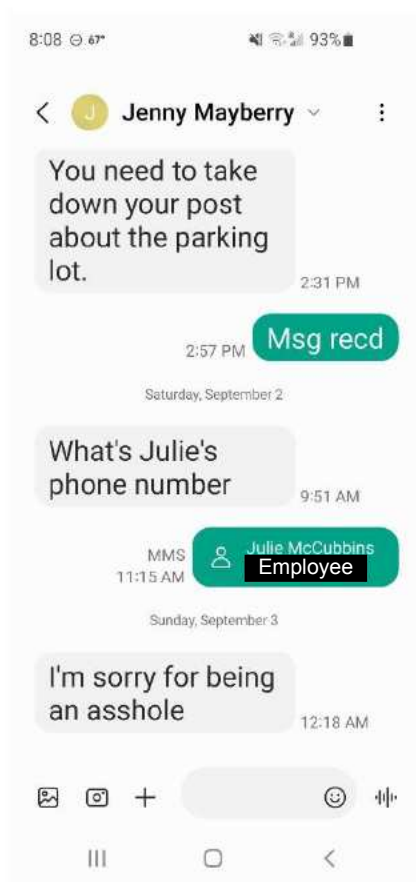 8:08 67° 93%
J Jenny Mayberry
You need to take
down your post
about the parking
lot.
2:31 PM
Msg recd
2:57 PM
Saturday, September 2
What's Julie's
phone number
9:51 AM
Julie McCubbins
Employee
MMS
11:15 AM
Sunday, September 3
I'm sorry for being
an asshole
12:18 AM